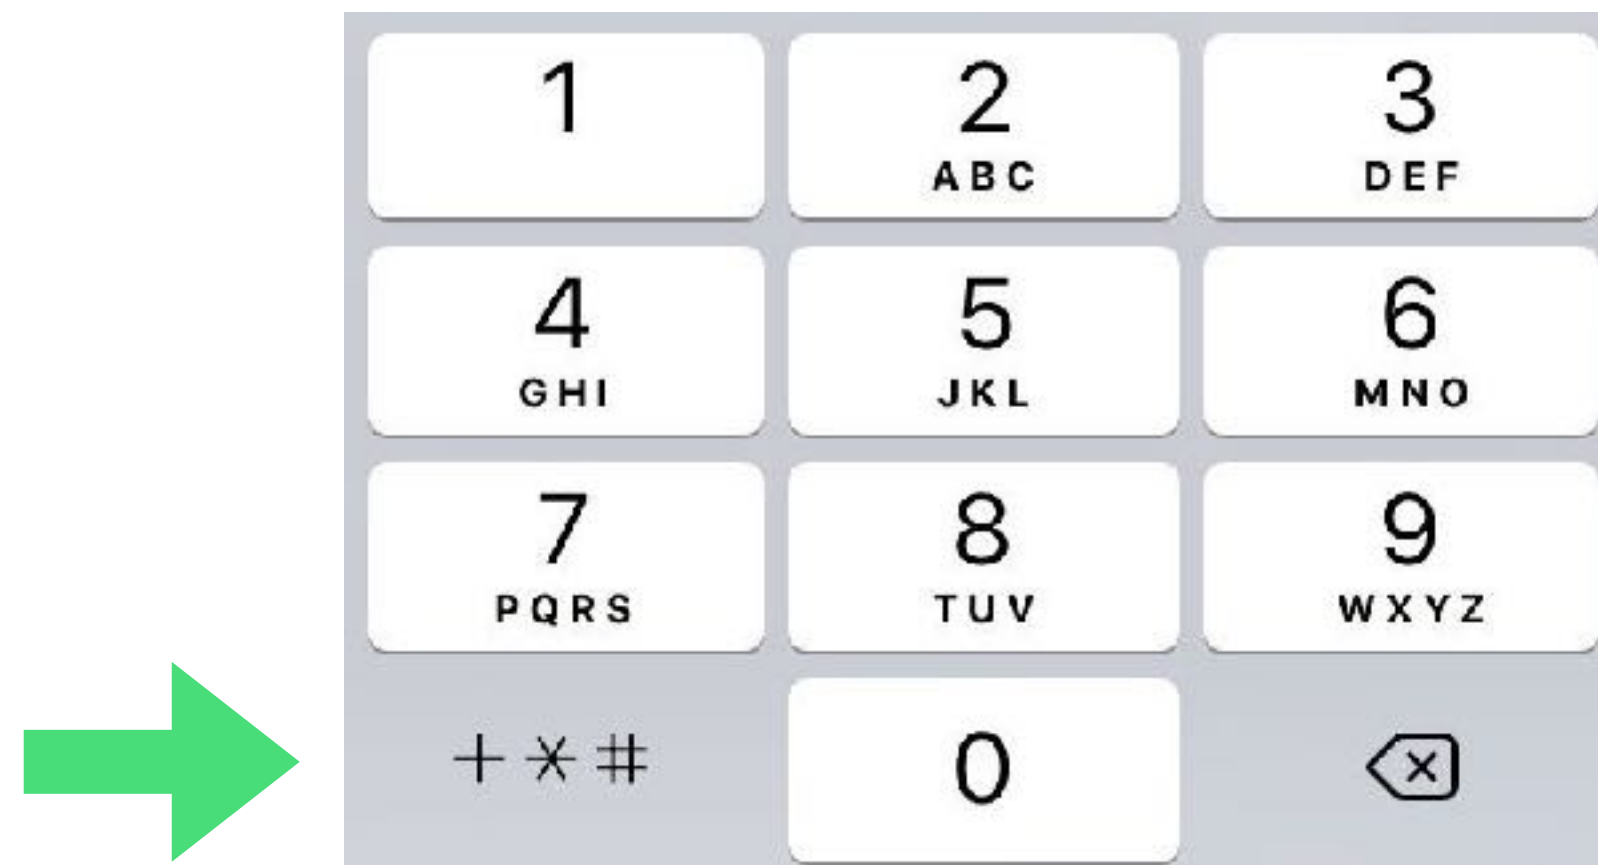 1 2 3
ABC DEF
4 5 6
GHI JKL MNO
7 8 9
PQRS TUV WXYZ
+*# 0